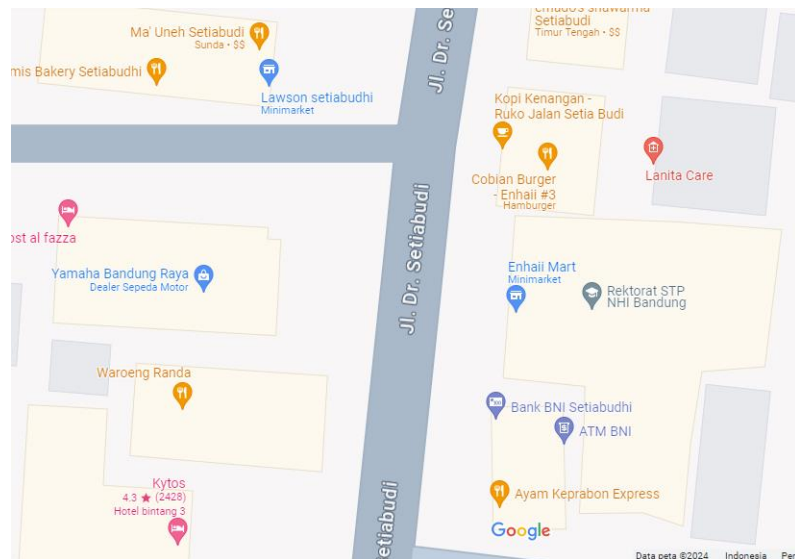 emado's shawarma
Setiabudi
Timur Tengah • $$
Ma' Uneh Setiabudi
Sunda • $$
mis Bakery Setiabudhi
Lawson setiabudhi
Minimarket
Jl. Dr. Se
Kopi Kenangan -
Ruko Jalan Setia Budi
Cobian Burger
- Enhaii #3
Hamburger
Lanita Care
Jl. Dr. Setiabudi
ost al fazza
Yamaha Bandung Raya
Dealer Sepeda Motor
Enhaii Mart
Minimarket
Rektorat STP
NHI Bandung
Waroeng Randa
Bank BNI Setiabudhi
ATM BNI
Kytos
4.3 ★ (2428)
Hotel bintang 3
Ayam Keprabon Express
Setiabudi
Google
Data peta ©2024 Indonesia